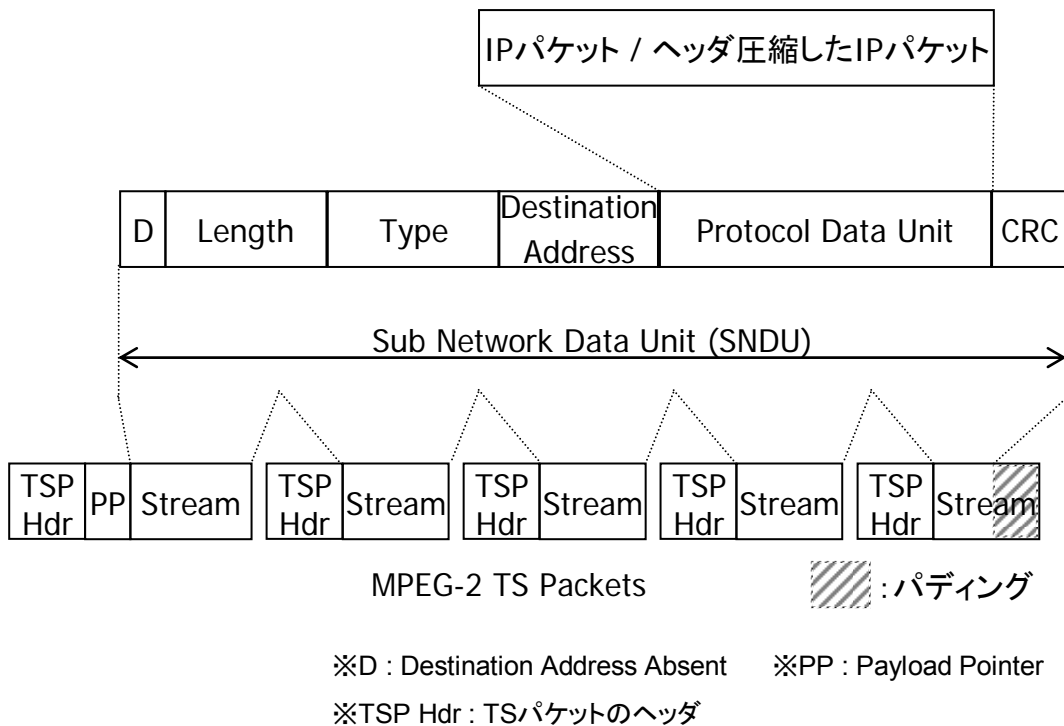 IPパケット / ヘッダ圧縮したIPパケット
D
Length
Type
Destination
Address
Protocol Data Unit
CRC
Sub Network Data Unit (SNDU)
TSP
Hdr
PP
Stream
TSP
Hdr
Stream
TSP
Hdr
Stream
TSP
Hdr
Stream
TSP
Hdr
Stream
MPEG-2 TS Packets
: パディング
※D : Destination Address Absent
※PP : Payload Pointer
※TSP Hdr : TSパケットのヘッダ